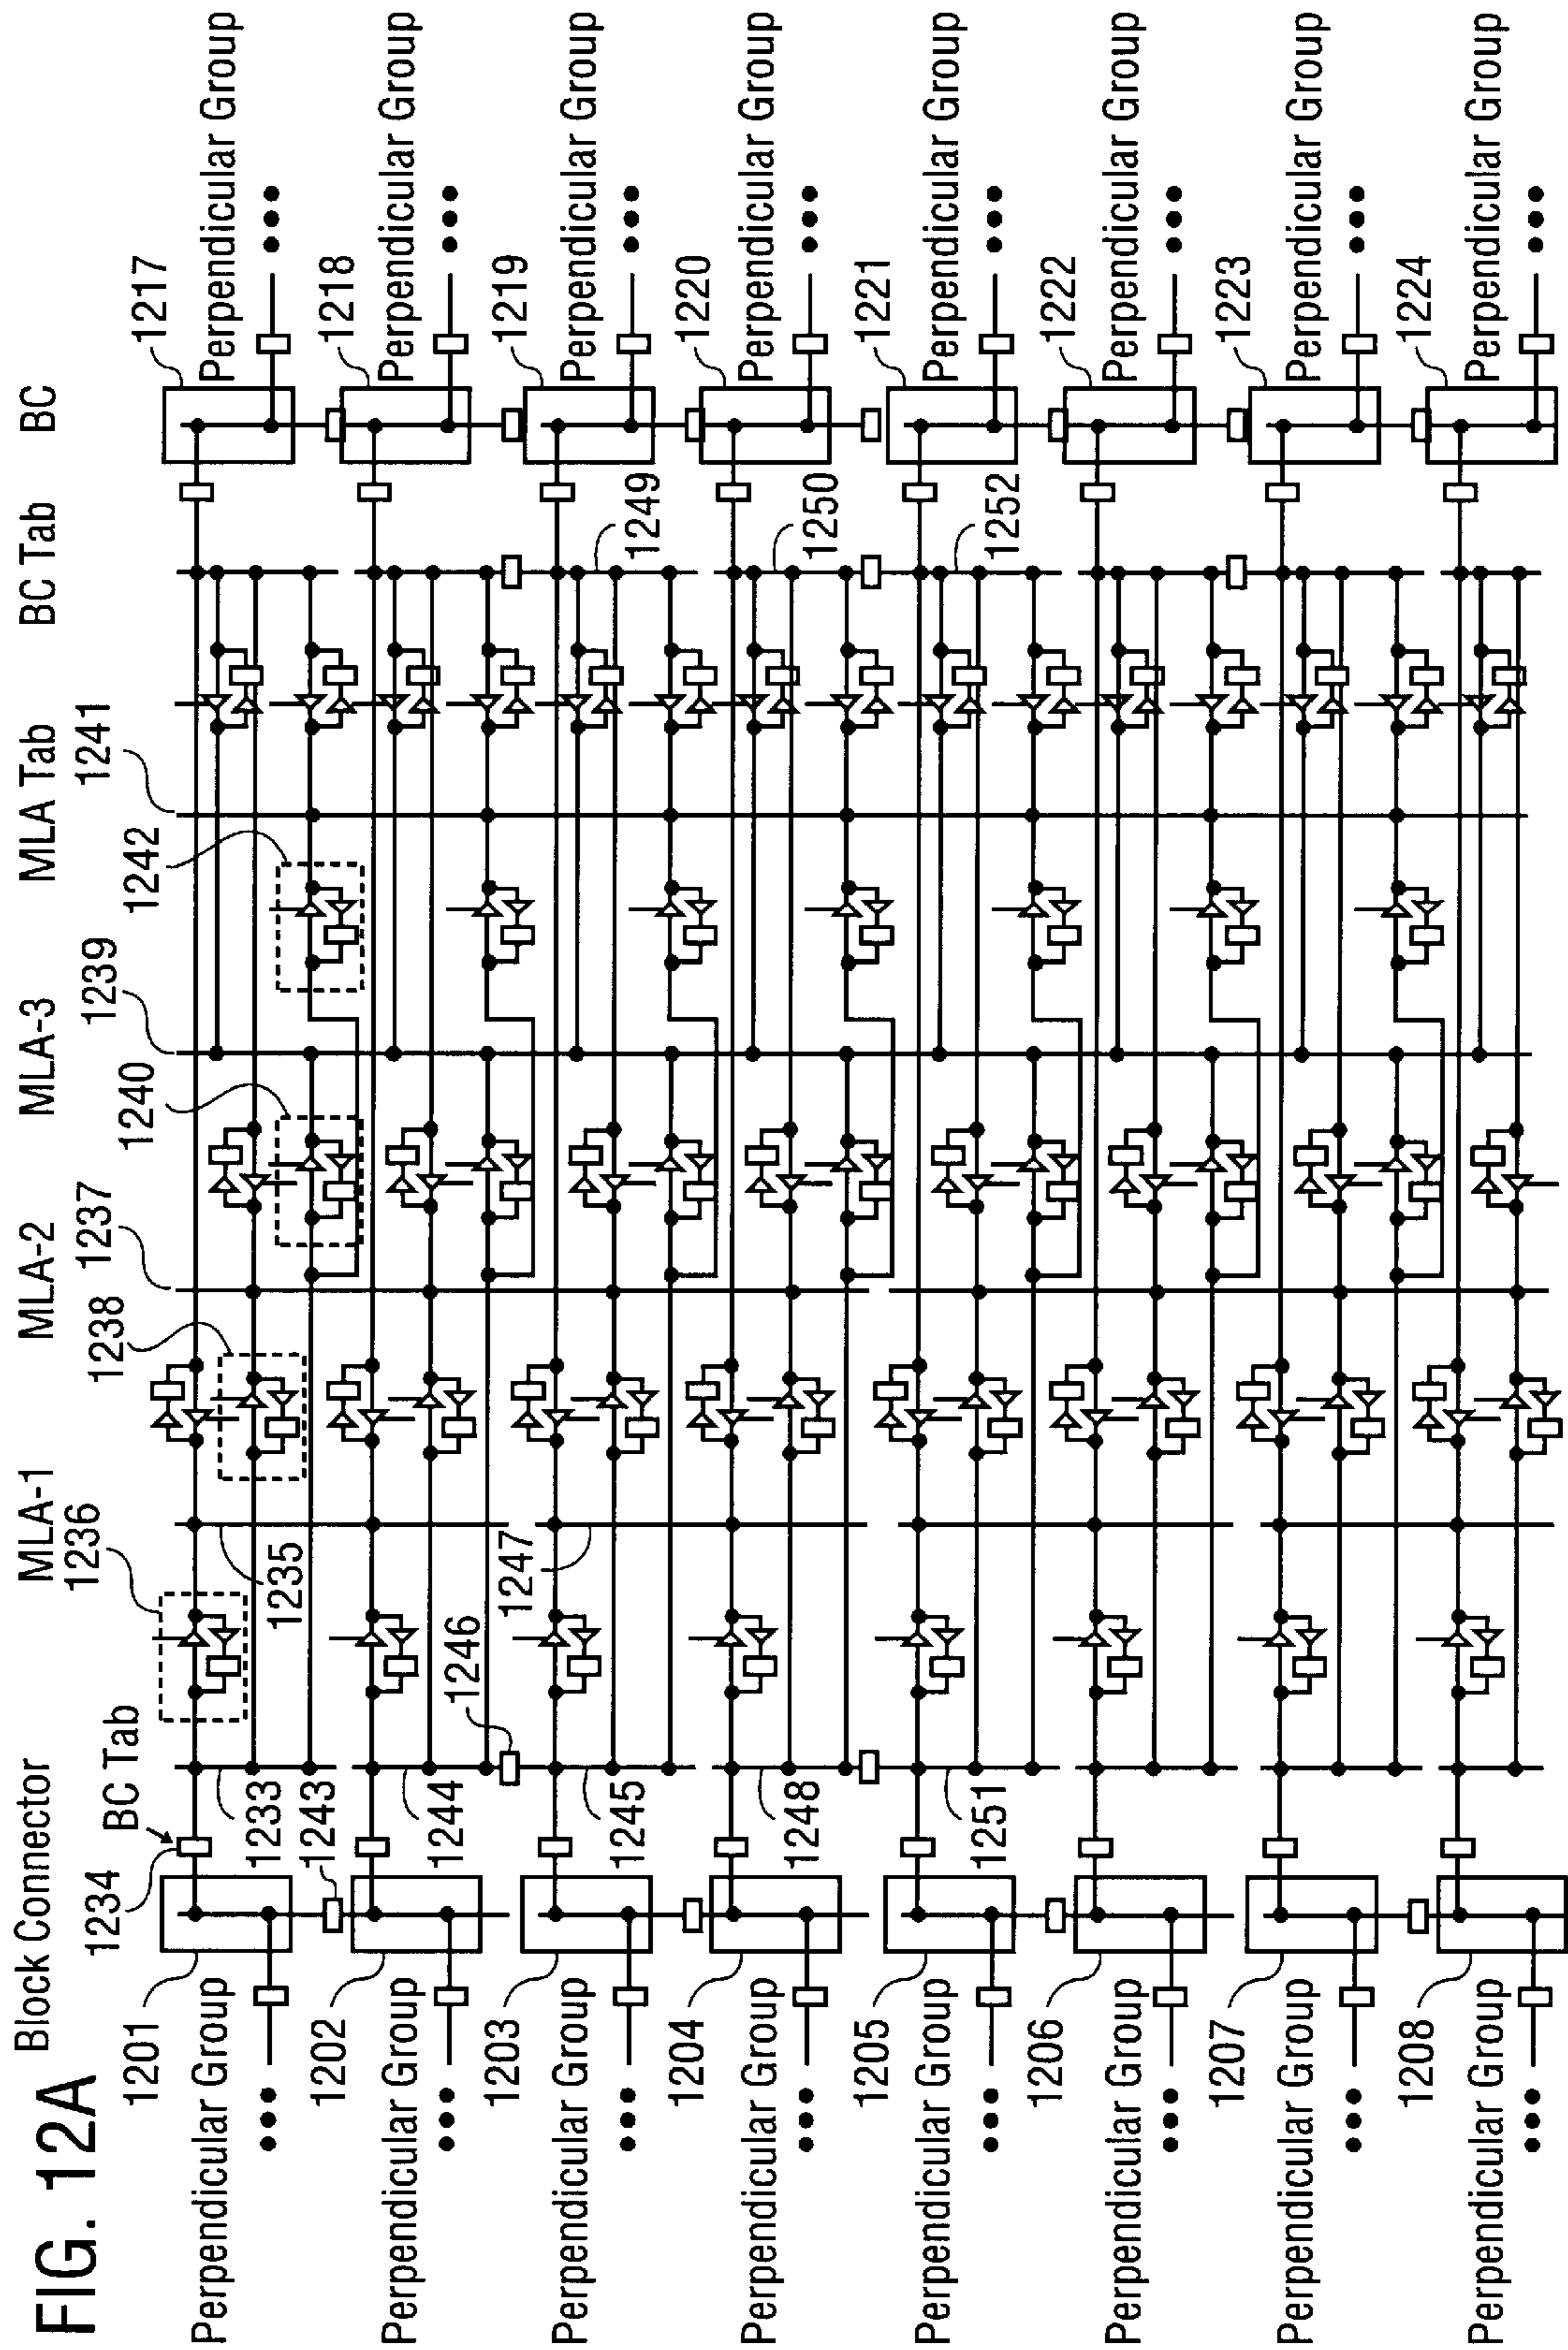 FIG. 12A
Block Connector
BC Tab
MLA-1
MLA-2
MLA-3
MLA Tab
BC Tab
BC
1234
1236
1238
1237
1240
1239
1242
1241
1201
Perpendicular Group
1233
1235
1217
Perpendicular Group
1243
1202
Perpendicular Group
1244
1218
Perpendicular Group
1246
1203
Perpendicular Group
1245
1247
1249
1219
Perpendicular Group
1204
Perpendicular Group
1248
1250
1220
Perpendicular Group
1205
Perpendicular Group
1251
1252
1221
Perpendicular Group
1206
Perpendicular Group
1222
Perpendicular Group
1207
Perpendicular Group
1223
Perpendicular Group
1208
Perpendicular Group
1224
Perpendicular Group